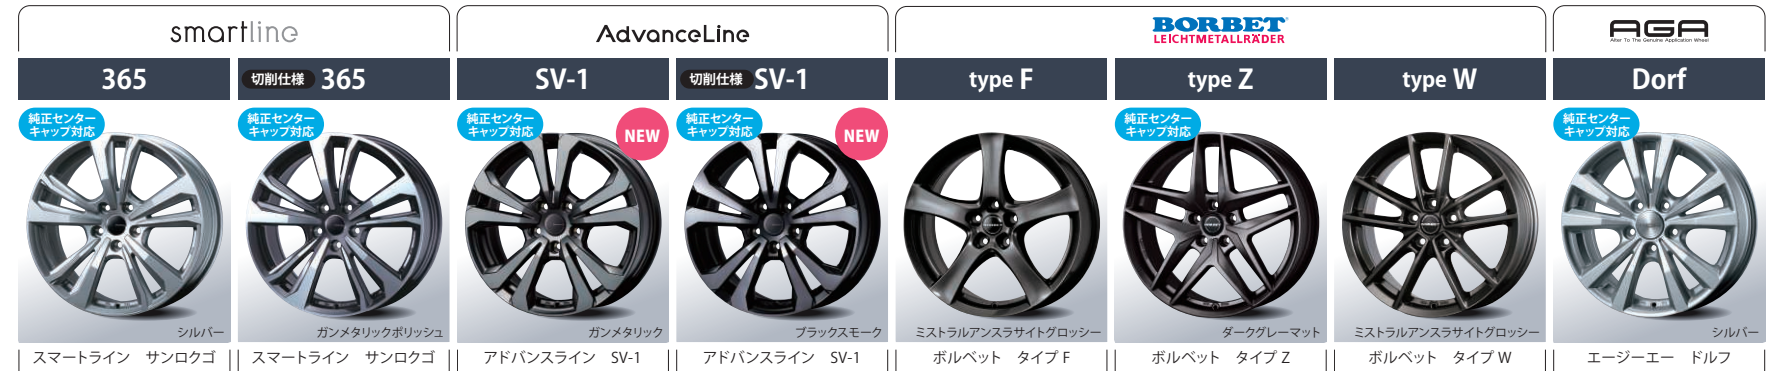 smartline
AdvanceLine
BORBET
LEICHTMETALLRÄDER
AGA
Alter To The Genuine Application Wheel
365
切削仕様 365
SV-1
切削仕様 SV-1
type F
type Z
type W
Dorf
純正センター
キャップ対応
純正センター
キャップ対応
純正センター
キャップ対応
NEW
純正センター
キャップ対応
NEW
純正センター
キャップ対応
純正センター
キャップ対応
シルバー
ガンメタリックポリッシュ
ガンメタリック
ブラックスモーク
ミストラルアンスラサイトグロッシー
ダークグレーマット
ミストラルアンスラサイトグロッシー
シルバー
スマートライン サンロクゴ
スマートライン サンロクゴ
アドバンスライン SV-1
アドバンスライン SV-1
ボルベット タイプ F
ボルベット タイプ Z
ボルベット タイプ W
エージーエー ドルフ